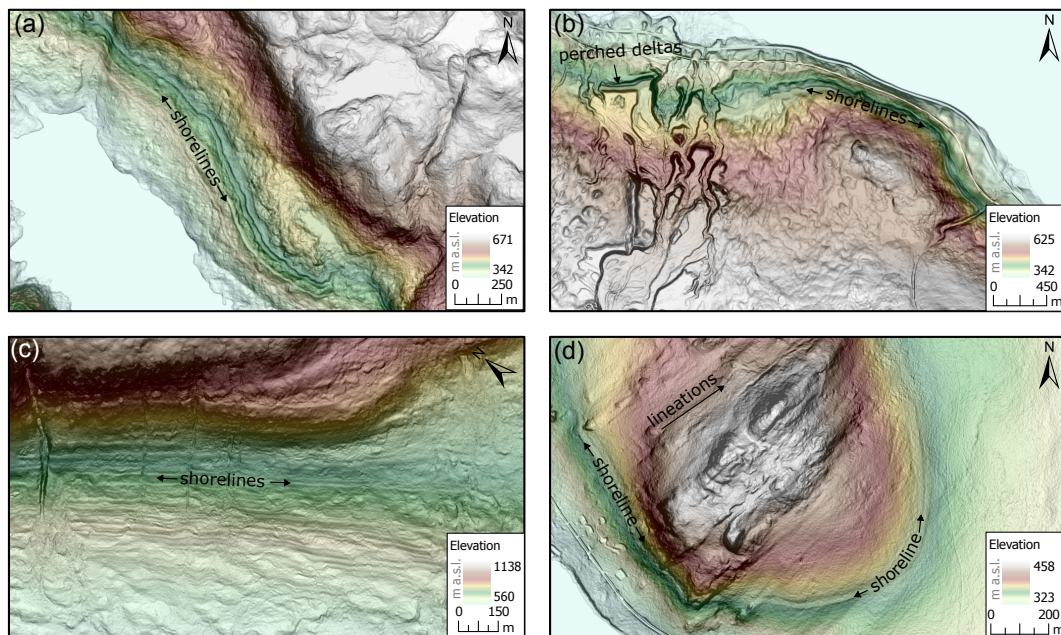 (a)
N
shorelines
Elevation
m a.s.l.
671
342
0 250
m
(b)
N
perched deltas
shorelines
Elevation
m a.s.l.
625
342
0 450
m
(c)
N
shorelines
Elevation
m a.s.l.
1138
560
0 150
m
(d)
N
lineations
shoreline
shoreline
Elevation
m a.s.l.
458
323
0 200
m